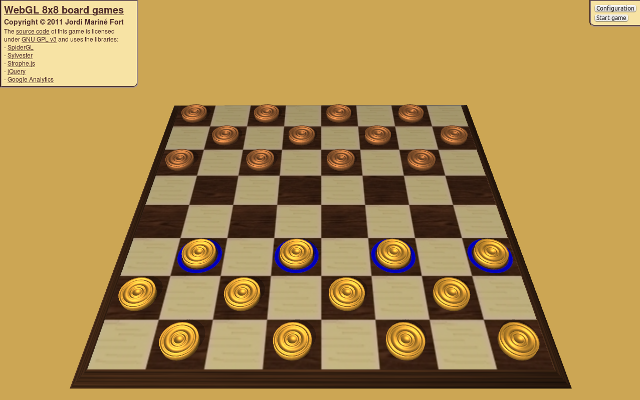 WebGL 8x8 board games
Copyright © 2011 Jordi Mariné Fort
The source code of this game is licensed
under GNU GPL v3 and uses the libraries:
- SpiderGL
- Sylvester
- Strophe.js
- jQuery
- Google Analytics
Configuration
Start game